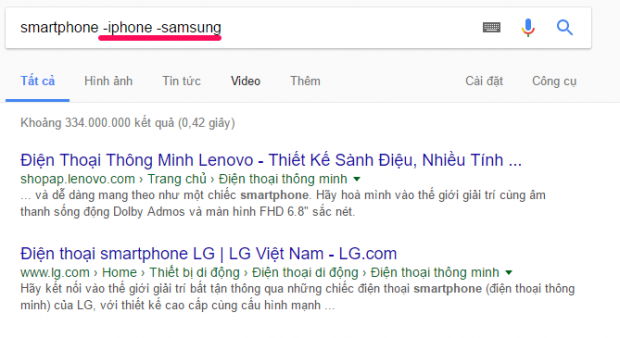 smartphone -iphone -samsung
Tất cả Hình ảnh Tin tức Video Thêm Cài đặt Công cụ
Khoảng 334.000.000 kết quả (0,42 giây)
Điện Thoại Thông Minh Lenovo - Thiết Kế Sành Điệu, Nhiều Tính ...
shopap.lenovo.com › Trang chủ › Điện thoại thông minh
... và dễ dàng mang theo như một chiếc smartphone. Hãy hoà mình vào thế giới giải trí cùng âm
thanh sống động Dolby Admos và màn hình FHD 6.8" sắc nét.
Điện thoại smartphone LG | LG Việt Nam - LG.com
www.lg.com › Home › Thiết bị di động › Điện thoại di động › Điện thoại thông minh
Hãy kết nối vào thế giới giải trí bất tận thông qua những chiếc điện thoại smartphone (điện thoại thông
minh) của LG, với thiết kế cao cấp cùng cấu hình mạnh ...